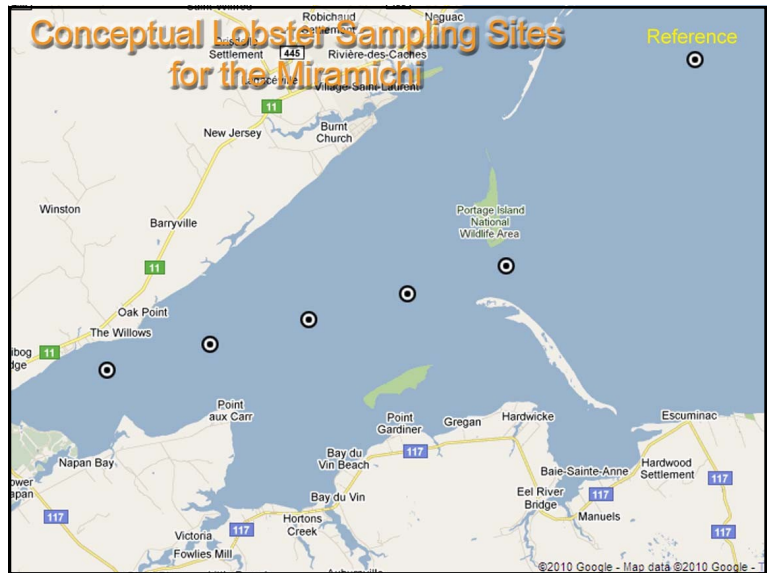 Conceptual Lobster Sampling Sites
for the Miramichi
Reference
Robichaud
Settlement
Neguac
Settlement
445
Rivière-des-Caches
Village-Saint-Laurent
11
New Jersey
Burnt
Church
Winston
Barryville
Portage Island
National
Wildlife Area
11
Oak Point
The Willows
11
Point
aux Carr
Point
Gardiner
Gregan
Hardwicke
Escuminac
Napan Bay
Bay du
Vin Beach
117
Baie-Sainte-Anne
Hardwood
Settlement
117
Bay du Vin
Eel River
Bridge
117
Manuels
117
Hortons
Creek
117
Victoria
117
Fowlies Mill
©2010 Google - Map data ©2010 Google -